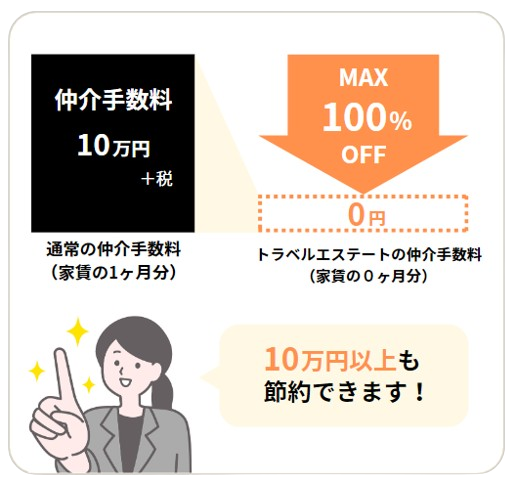 仲介手数料
10万円
＋税
通常の仲介手数料
（家賃の1ヶ月分）
MAX
100%
OFF
0円
トラベルエステートの仲介手数料
（家賃の０ヶ月分）
10万円以上も
節約できます！